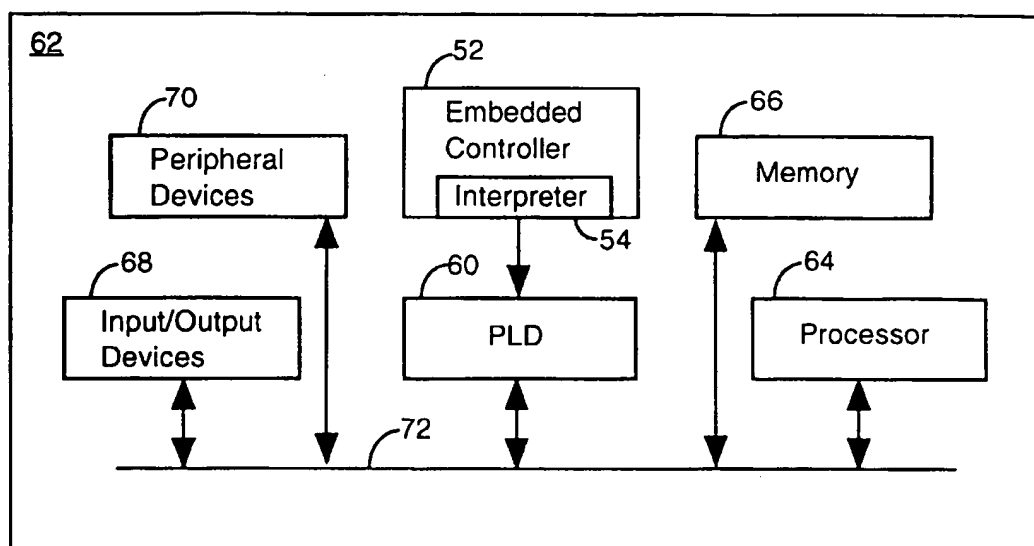 62
52
70
66
Embedded
Controller
Peripheral
Devices
Memory
Interpreter
54
68
60
64
Input/Output
Devices
PLD
Processor
72